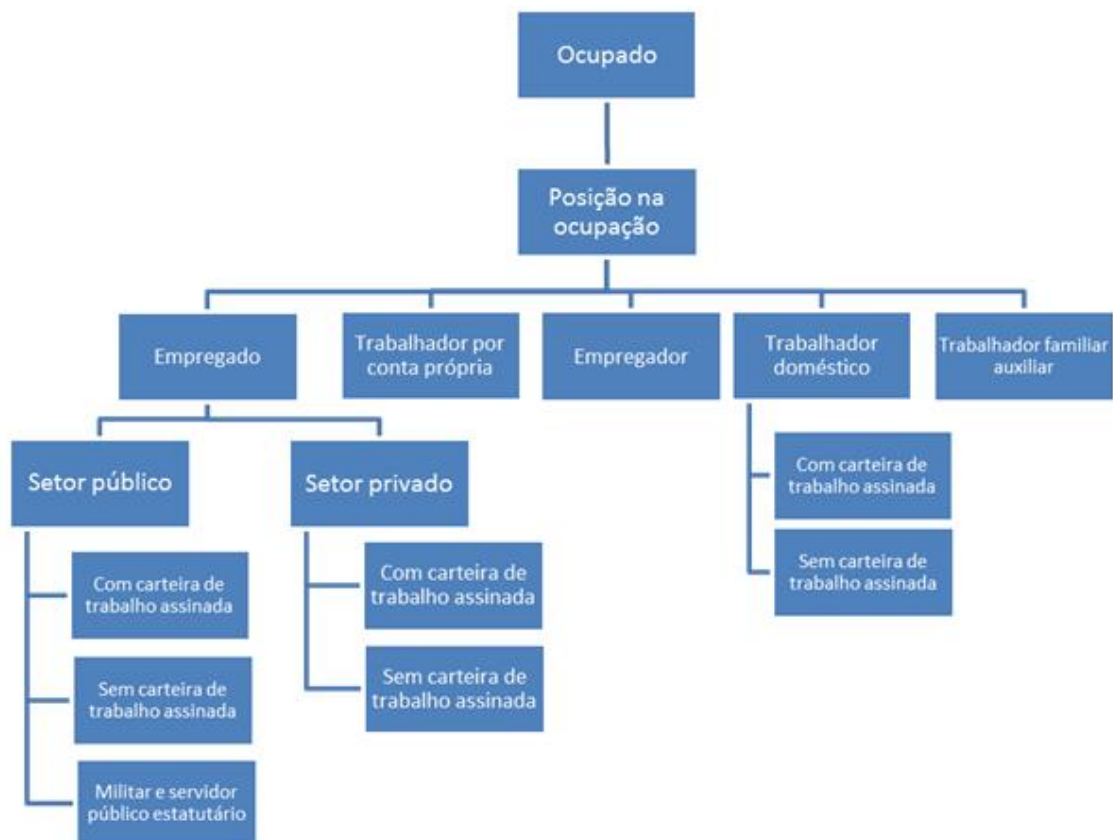 Ocupado
Posição na
ocupação
Empregado
Trabalhador por
conta própria
Empregador
Trabalhador
doméstico
Trabalhador familiar
auxiliar
Setor público
Com carteira de
trabalho assinada
Sem carteira de
trabalho assinada
Militar e servidor
público estatutário
Setor privado
Com carteira de
trabalho assinada
Sem carteira de
trabalho assinada
Com carteira de
trabalho assinada
Sem carteira de
trabalho assinada